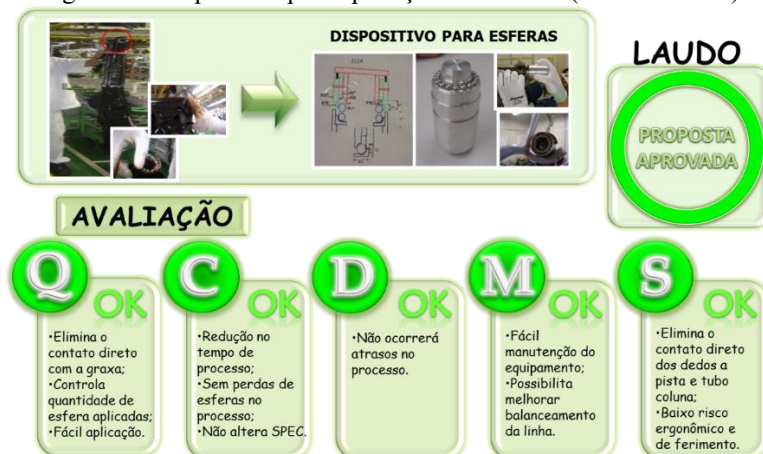 DISPOSITIVO PARA ESFERAS
LAUDO
PROPOSTA
APROVADA
AVALIAÇÃO
Q
OK
•Elimina o
contato direto
com a graxa;
•Controla
quantidade de
esfera aplicadas;
•Fácil aplicação.
C
OK
•Redução no
tempo de
processo;
•Sem perdas de
esferas no
processo;
•Não altera SPEC.
D
OK
•Não ocorrerá
atrasos no
processo.
M
OK
•Fácil
manutenção do
equipamento;
•Possibilita
melhorar
balanceamento
da linha.
S
OK
•Elimina o
contato direto
dos dedos a
pista e tubo
coluna;
•Baixo risco
ergonômico e
de ferimento.